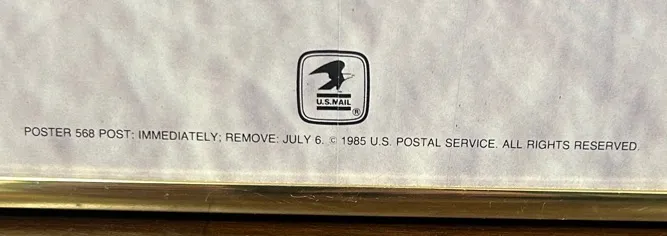 U.S.MAIL
®
POSTER 568 POST: IMMEDIATELY; REMOVE: JULY 6. © 1985 U.S. POSTAL SERVICE. ALL RIGHTS RESERVED.